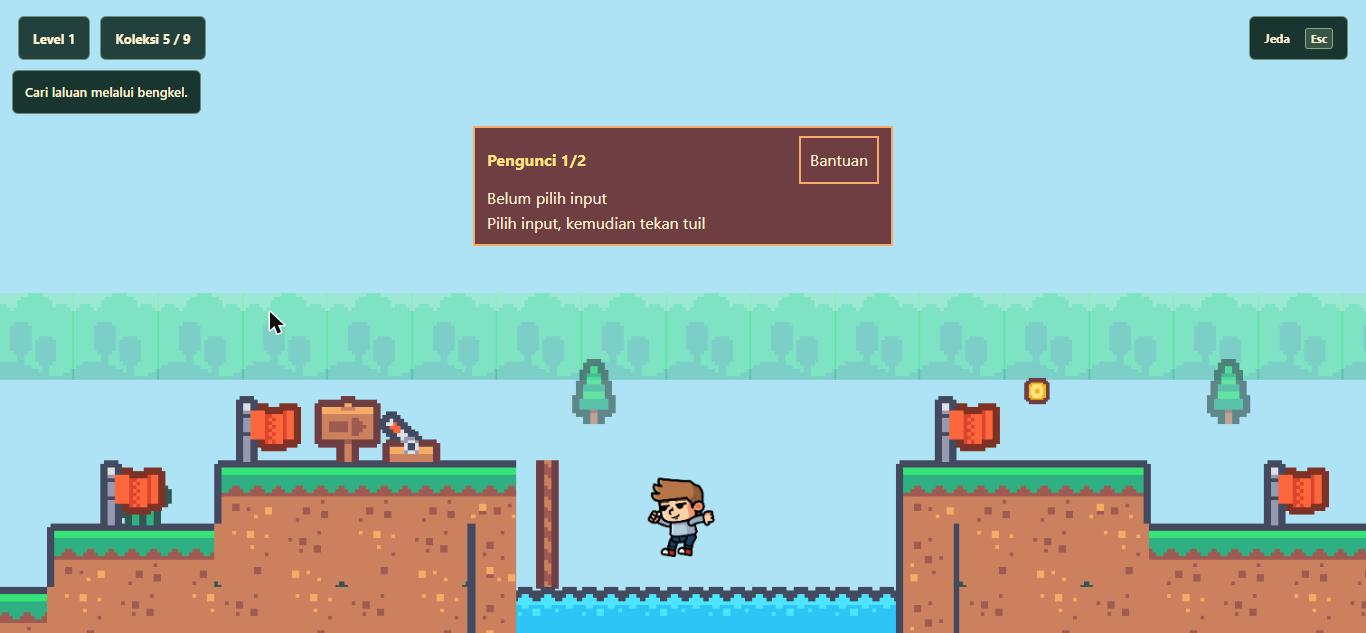 Level 1
Koleksi 5 / 9
Jeda Esc
Cari laluan melalui bengkel.
Pengunci 1/2
Bantuan
Belum pilih input
Pilih input, kemudian tekan tuil